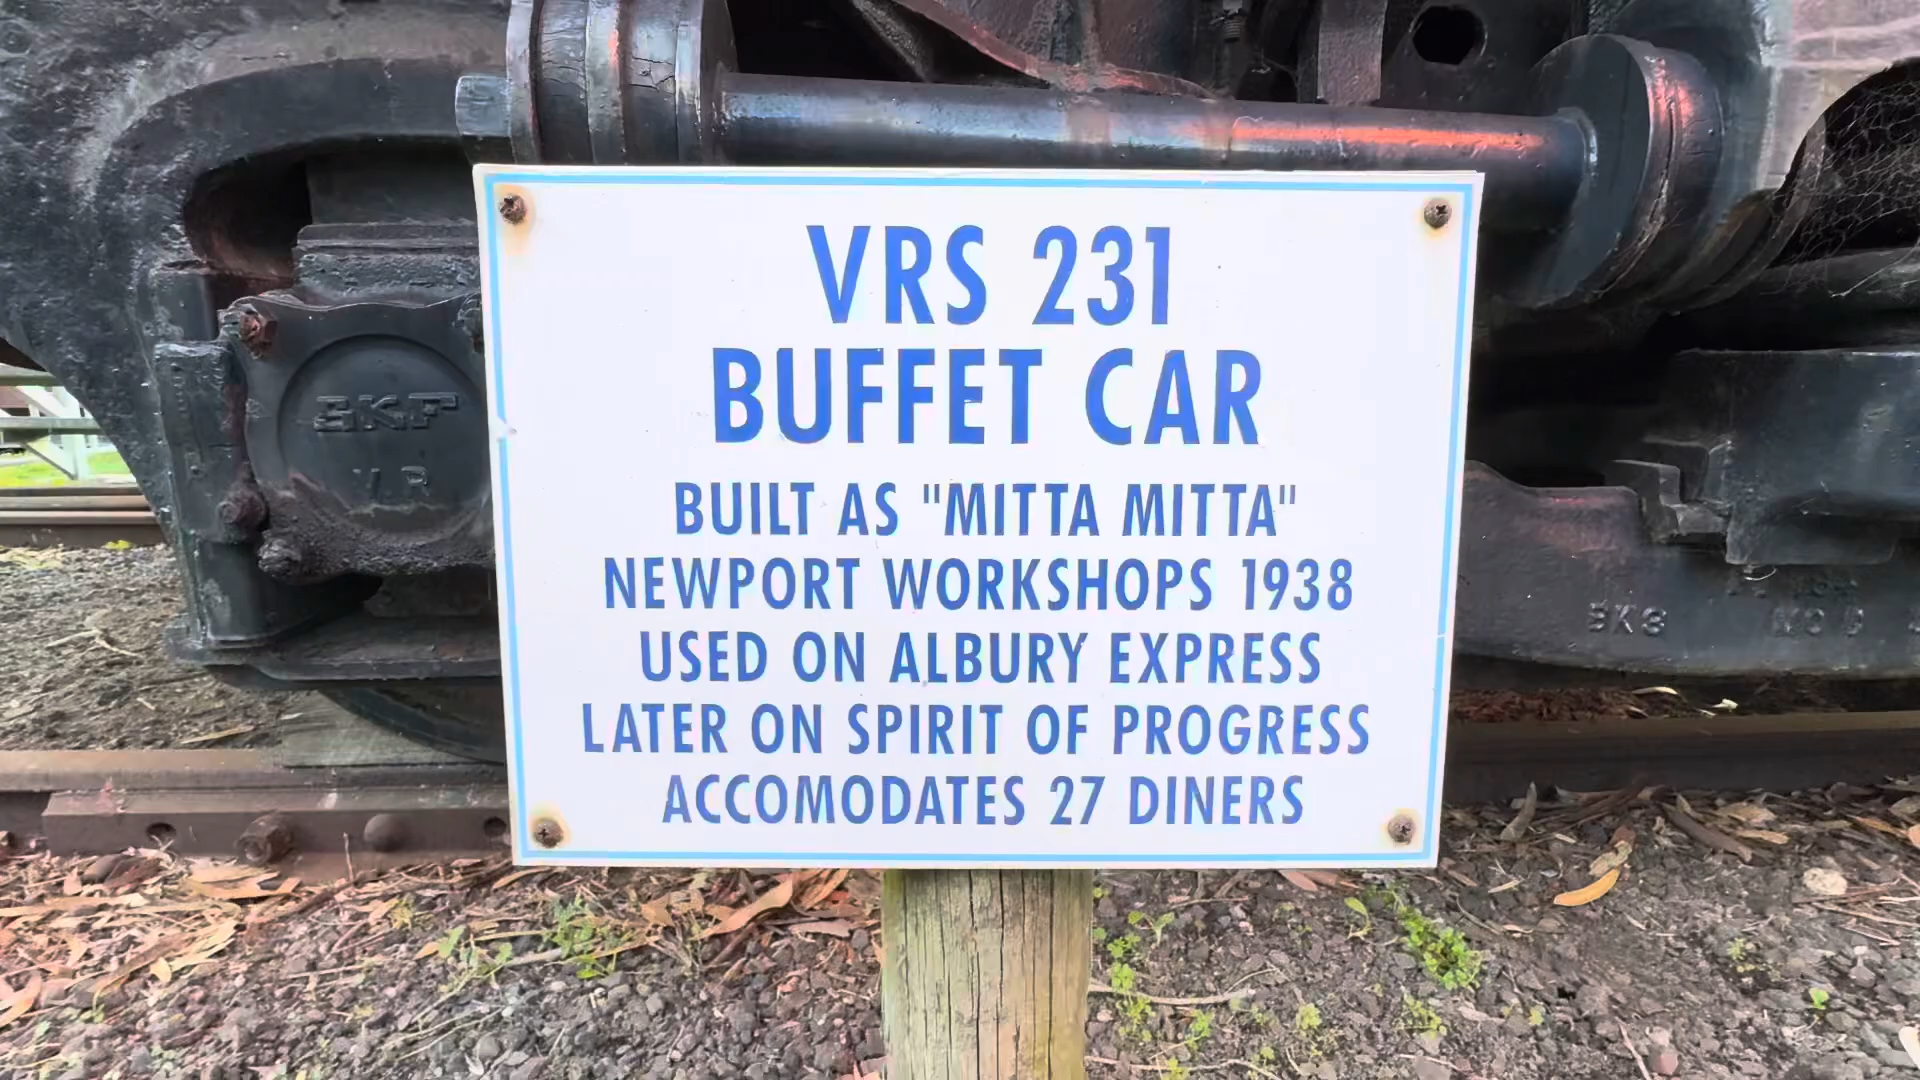 VRS 231
BUFFET CAR
BUILT AS "MITTA MITTA"
NEWPORT WORKSHOPS 1938
USED ON ALBURY EXPRESS
LATER ON SPIRIT OF PROGRESS
ACCOMODATES 27 DINERS
SKF
V.R